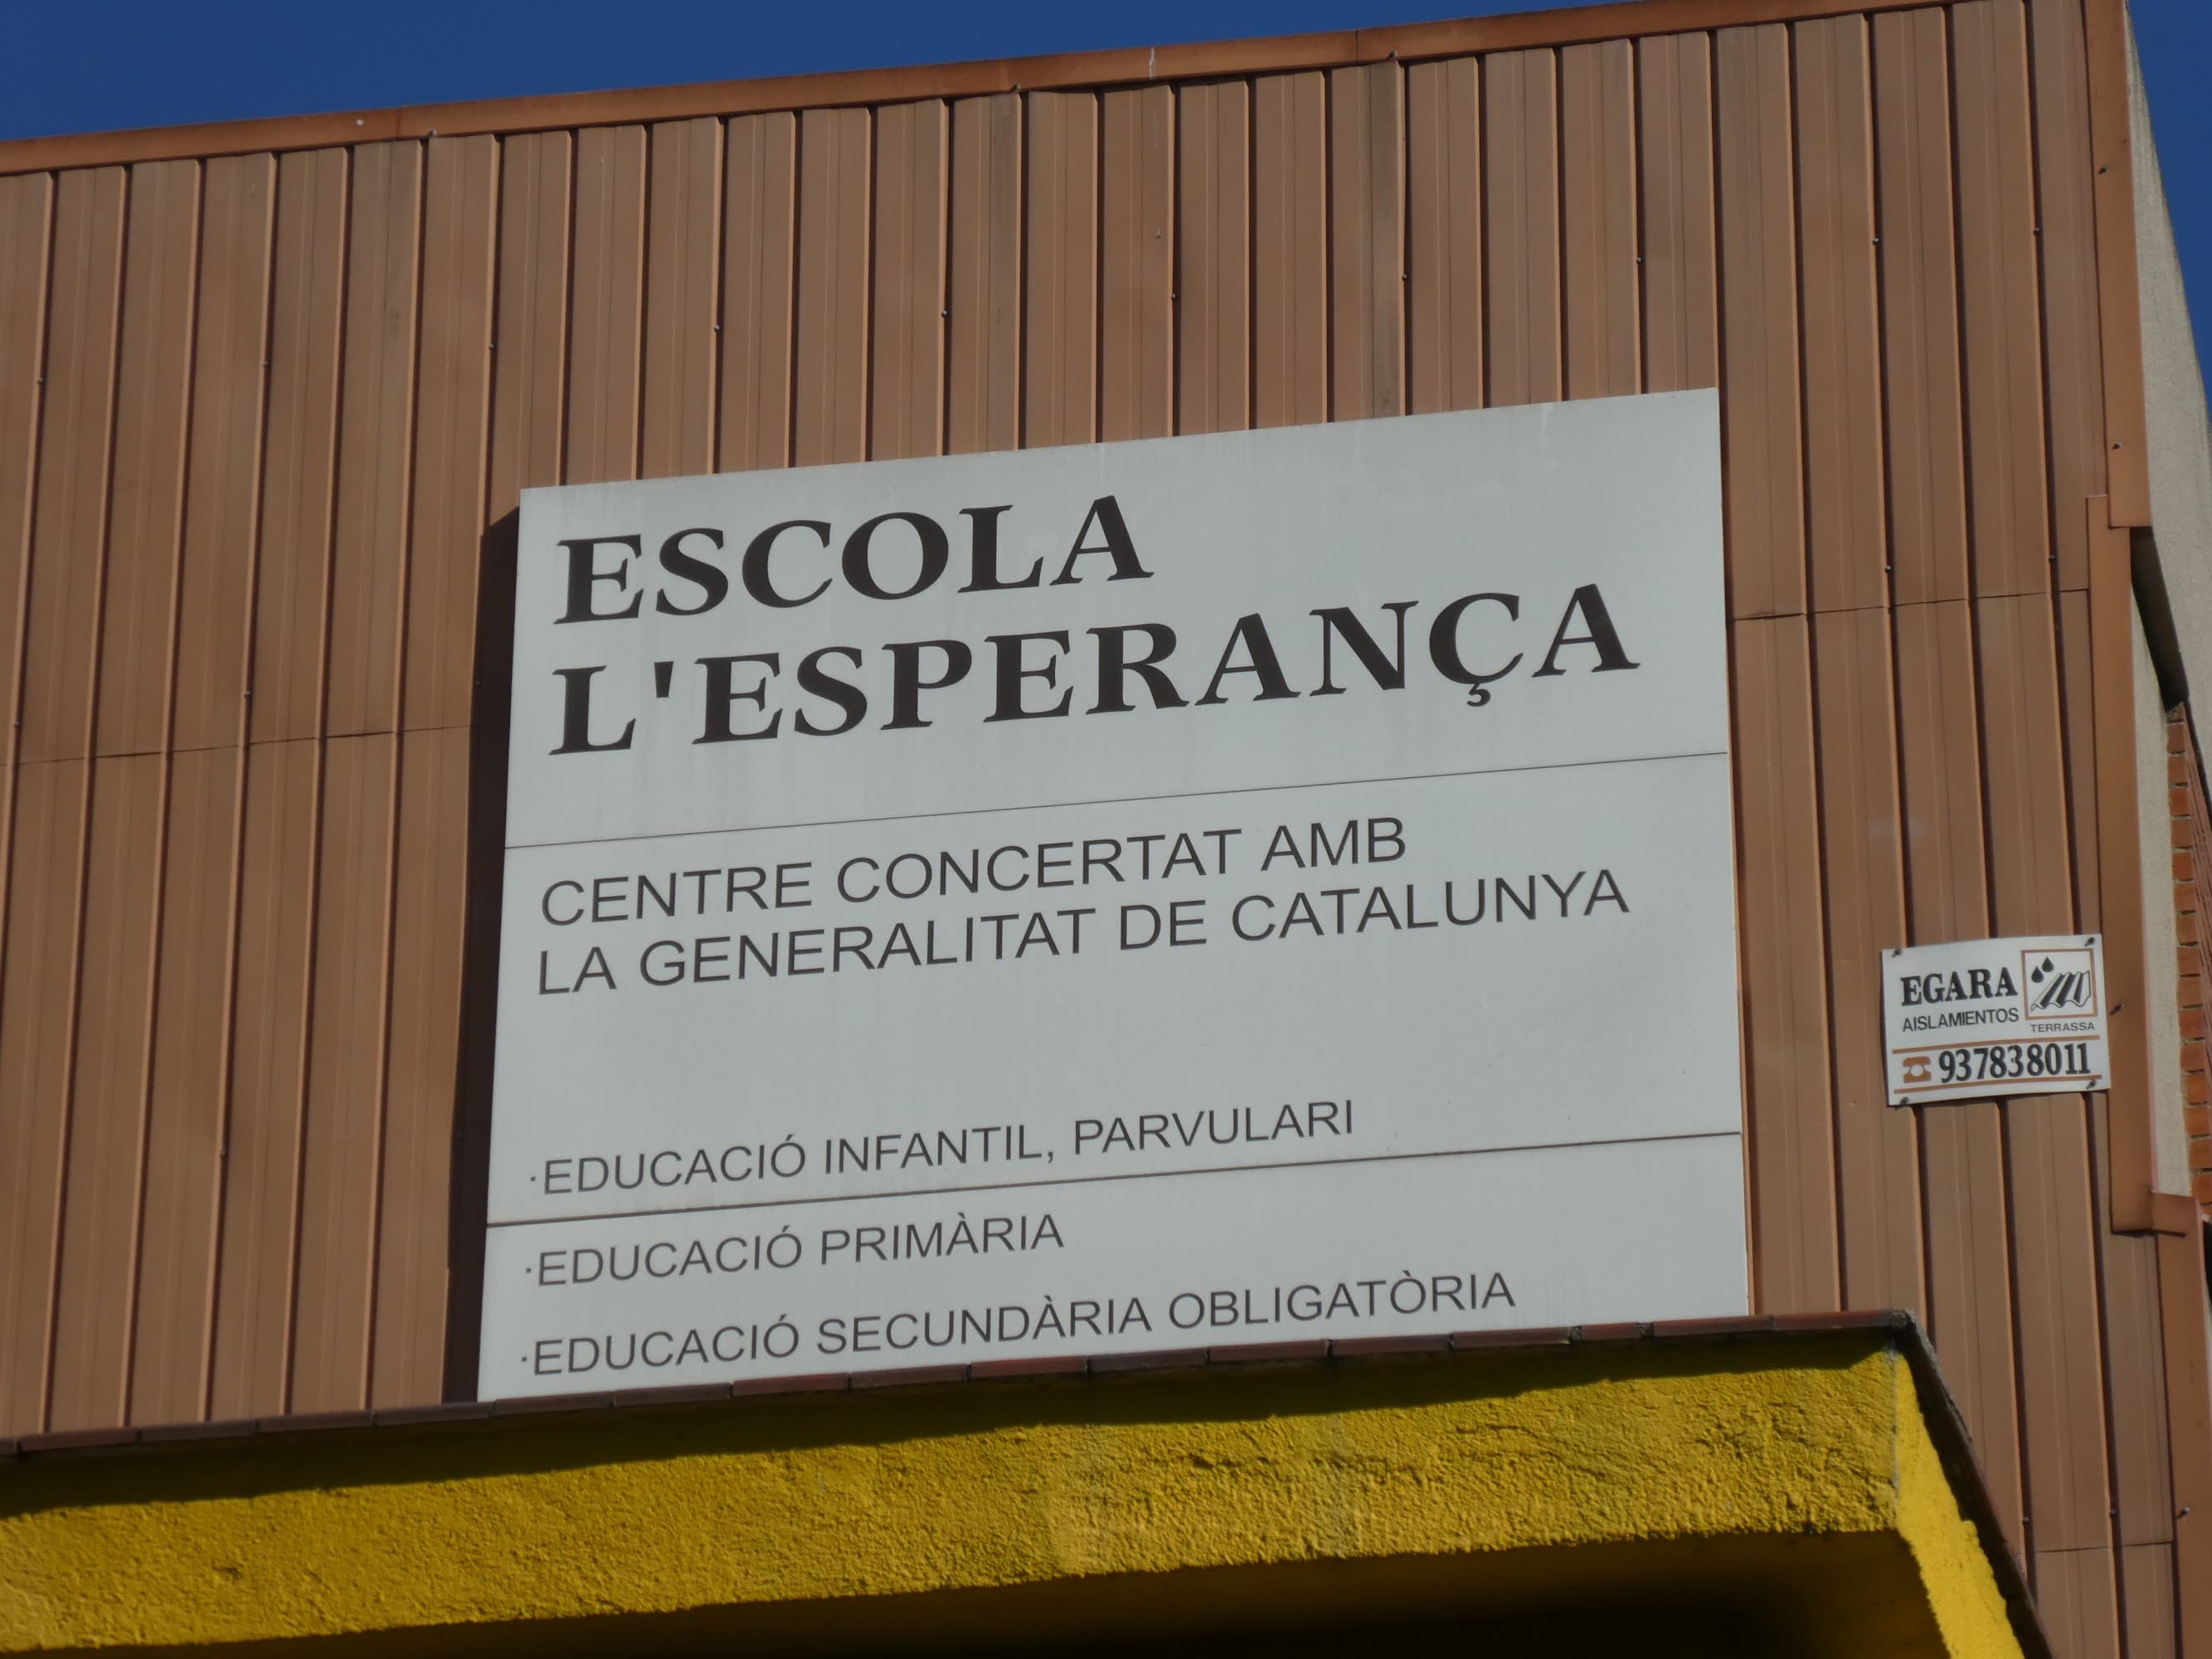 ESCOLA
L'ESPERANÇA
CENTRE CONCERTAT AMB
LA GENERALITAT DE CATALUNYA
·EDUCACIÓ INFANTIL, PARVULARI
·EDUCACIÓ PRIMÀRIA
·EDUCACIÓ SECUNDÀRIA OBLIGATÒRIA
EGARA
AISLAMIENTOS
TERRASSA
937838011